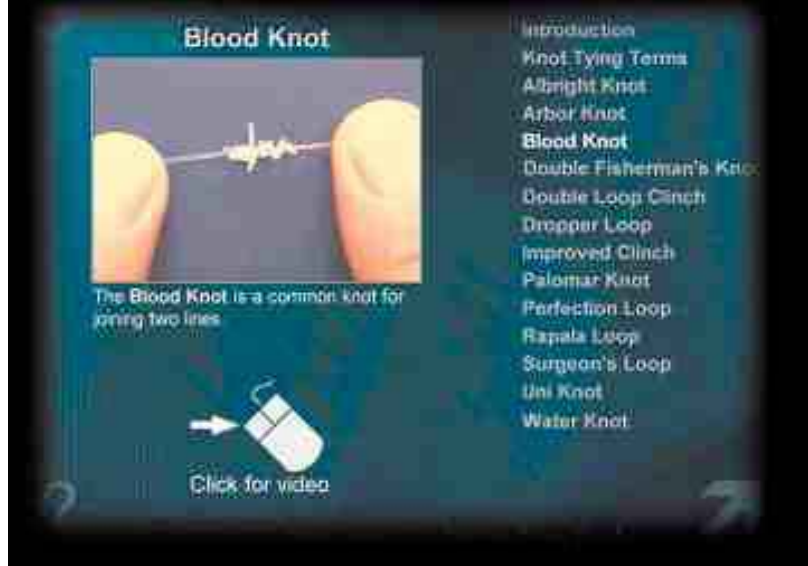 Blood Knot
The Blood Knot is a common knot for
joining two lines.
Click for video
Introduction
Knot Tying Terms
Albright Knot
Arbor Knot
Blood Knot
Double Fisherman's Knot
Double Loop Clinch
Dropper Loop
Improved Clinch
Palomar Knot
Perfection Loop
Rapala Loop
Surgeon's Loop
Uni Knot
Water Knot